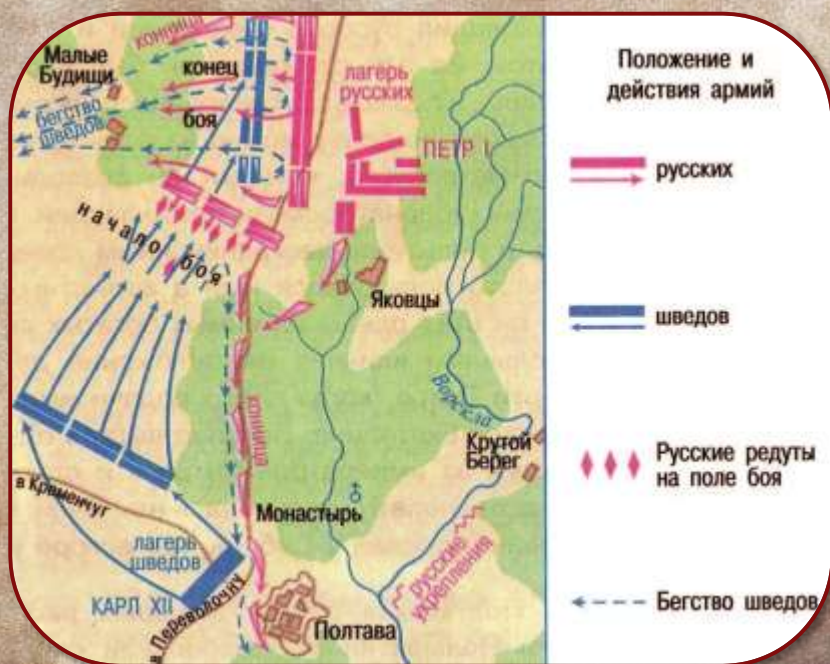 конница
Малые
Будищи
конец
боя
бегство
шведов
лагерь
русских
ПЕТР I
начало боя
Яковцы
конница
Ворскла
Крутой
Берег
в Кременчуг
Монастырь
лагерь
шведов
КАРЛ XII
в Переволочну
Полтава
русские
укрепления
Положение и
действия армий
русских
шведов
Русские редуты
на поле боя
Бегство шведов